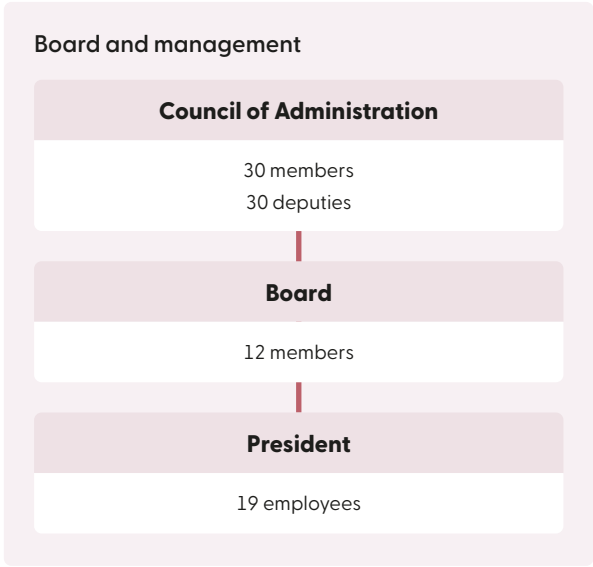 Board and management
Council of Administration
30 members
30 deputies
Board
12 members
President
19 employees